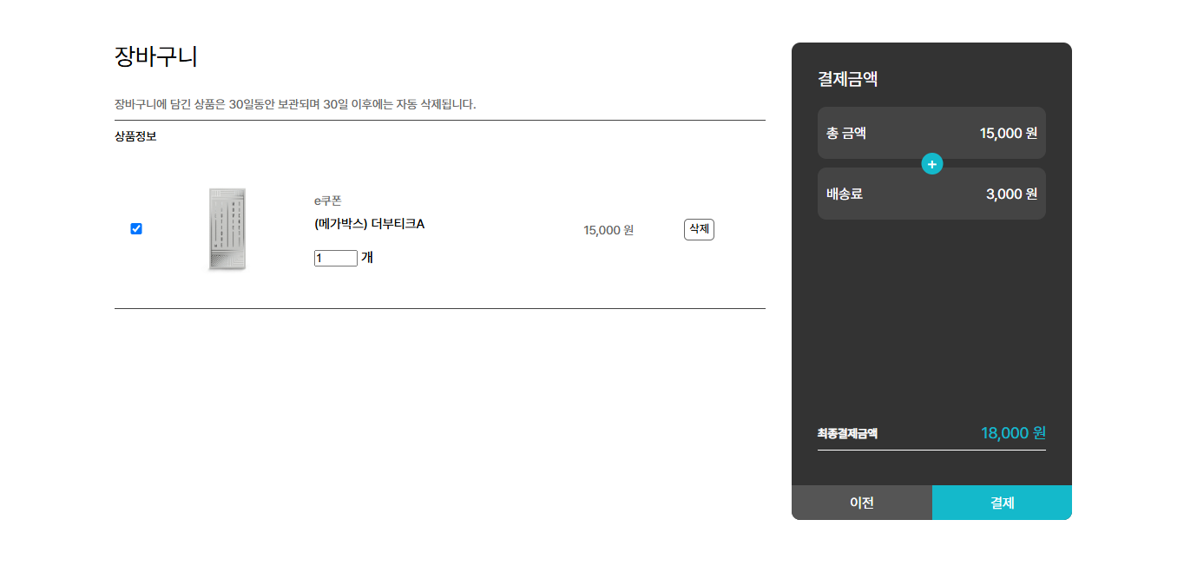 장바구니
장바구니에 담긴 상품은 30일동안 보관되며 30일 이후에는 자동 삭제됩니다.
상품정보
e쿠폰
(메가박스) 더부티크A
1 개
15,000 원
삭제
결제금액
총 금액 15,000 원
+
배송료 3,000 원
최종결제금액 18,000 원
이전 결제